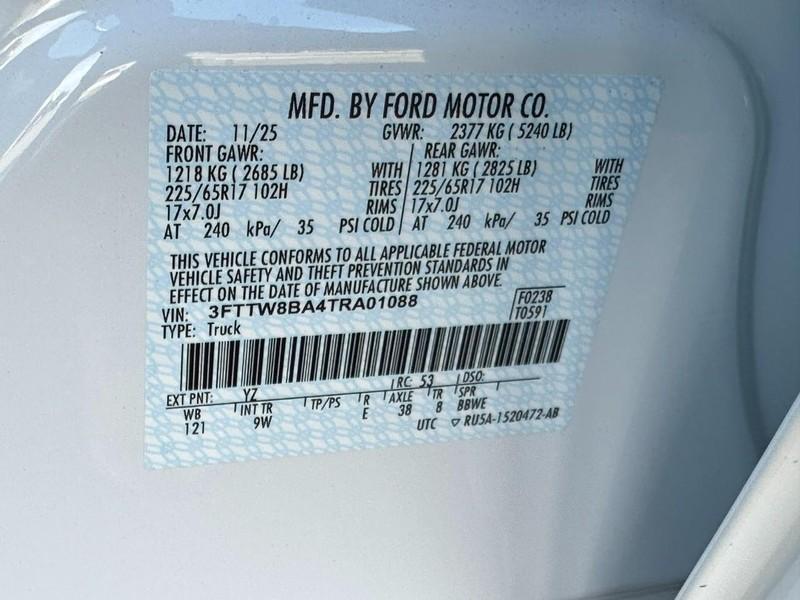 MFD. BY FORD MOTOR CO.
DATE: 11/25 GVWR: 2377 KG ( 5240 LB)
FRONT GAWR: REAR GAWR:
1218 KG ( 2685 LB) WITH 1281 KG ( 2825 LB) WITH
225/65R17 102H TIRES 225/65R17 102H TIRES
17x7.0J RIMS 17x7.0J RIMS
AT 240 kPa/ 35 PSI COLD AT 240 kPa/ 35 PSI COLD
THIS VEHICLE CONFORMS TO ALL APPLICABLE FEDERAL MOTOR
VEHICLE SAFETY AND THEFT PREVENTION STANDARDS IN
EFFECT ON THE DATE OF MANUFACTURE SHOWN ABOVE.
VIN: 3FTTW8BA4TRA01088 F0238
TYPE: Truck T0591
EXT PNT: YZ RC: 53 DSO:
WB INT TR TP/PS R AXLE TR SPR
121 9W E 38 8 BBWE
UTC ▽ RU5A-1520472-AB